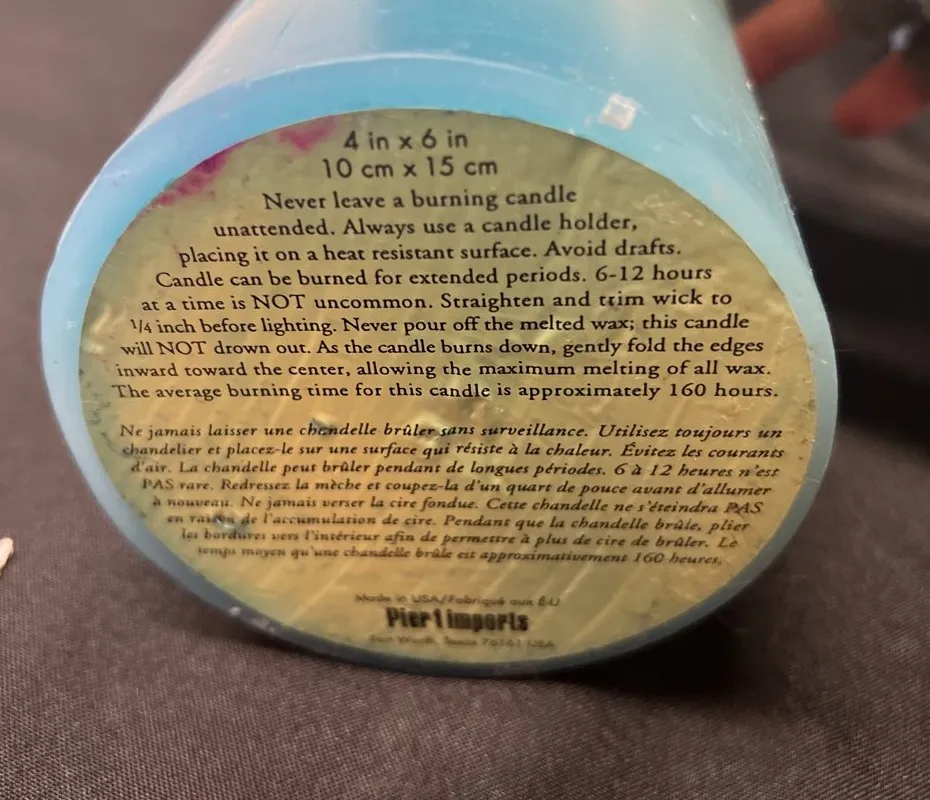 4 in x 6 in
10 cm x 15 cm
Never leave a burning candle
unattended. Always use a candle holder,
placing it on a heat resistant surface. Avoid drafts.
Candle can be burned for extended periods. 6-12 hours
at a time is NOT uncommon. Straighten and trim wick to
1/4 inch before lighting. Never pour off the melted wax; this candle
will NOT drown out. As the candle burns down, gently fold the edges
inward toward the center, allowing the maximum melting of all wax.
The average burning time for this candle is approximately 160 hours.
Ne jamais laisser une chandelle brûler sans surveillance. Utilisez toujours un
chandelier et placez-le sur une surface qui résiste à la chaleur. Évitez les courants
d'air. La chandelle peut brûler pendant de longues périodes. 6 à 12 heures n'est
PAS rare. Redressez la mèche et coupez-la d'un quart de pouce avant d'allumer
à nouveau. Ne jamais verser la cire fondue. Cette chandelle ne s'éteindra PAS
en raison de l'accumulation de cire. Pendant que la chandelle brûle, plier
les bordures vers l'intérieur afin de permettre à plus de cire de brûler. Le
temps moyen qu'une chandelle brûle est approximativement 160 heures.
Made in USA/Fabriqué aux É-U
Pier 1 imports
Fort Worth, Texas 76161 USA